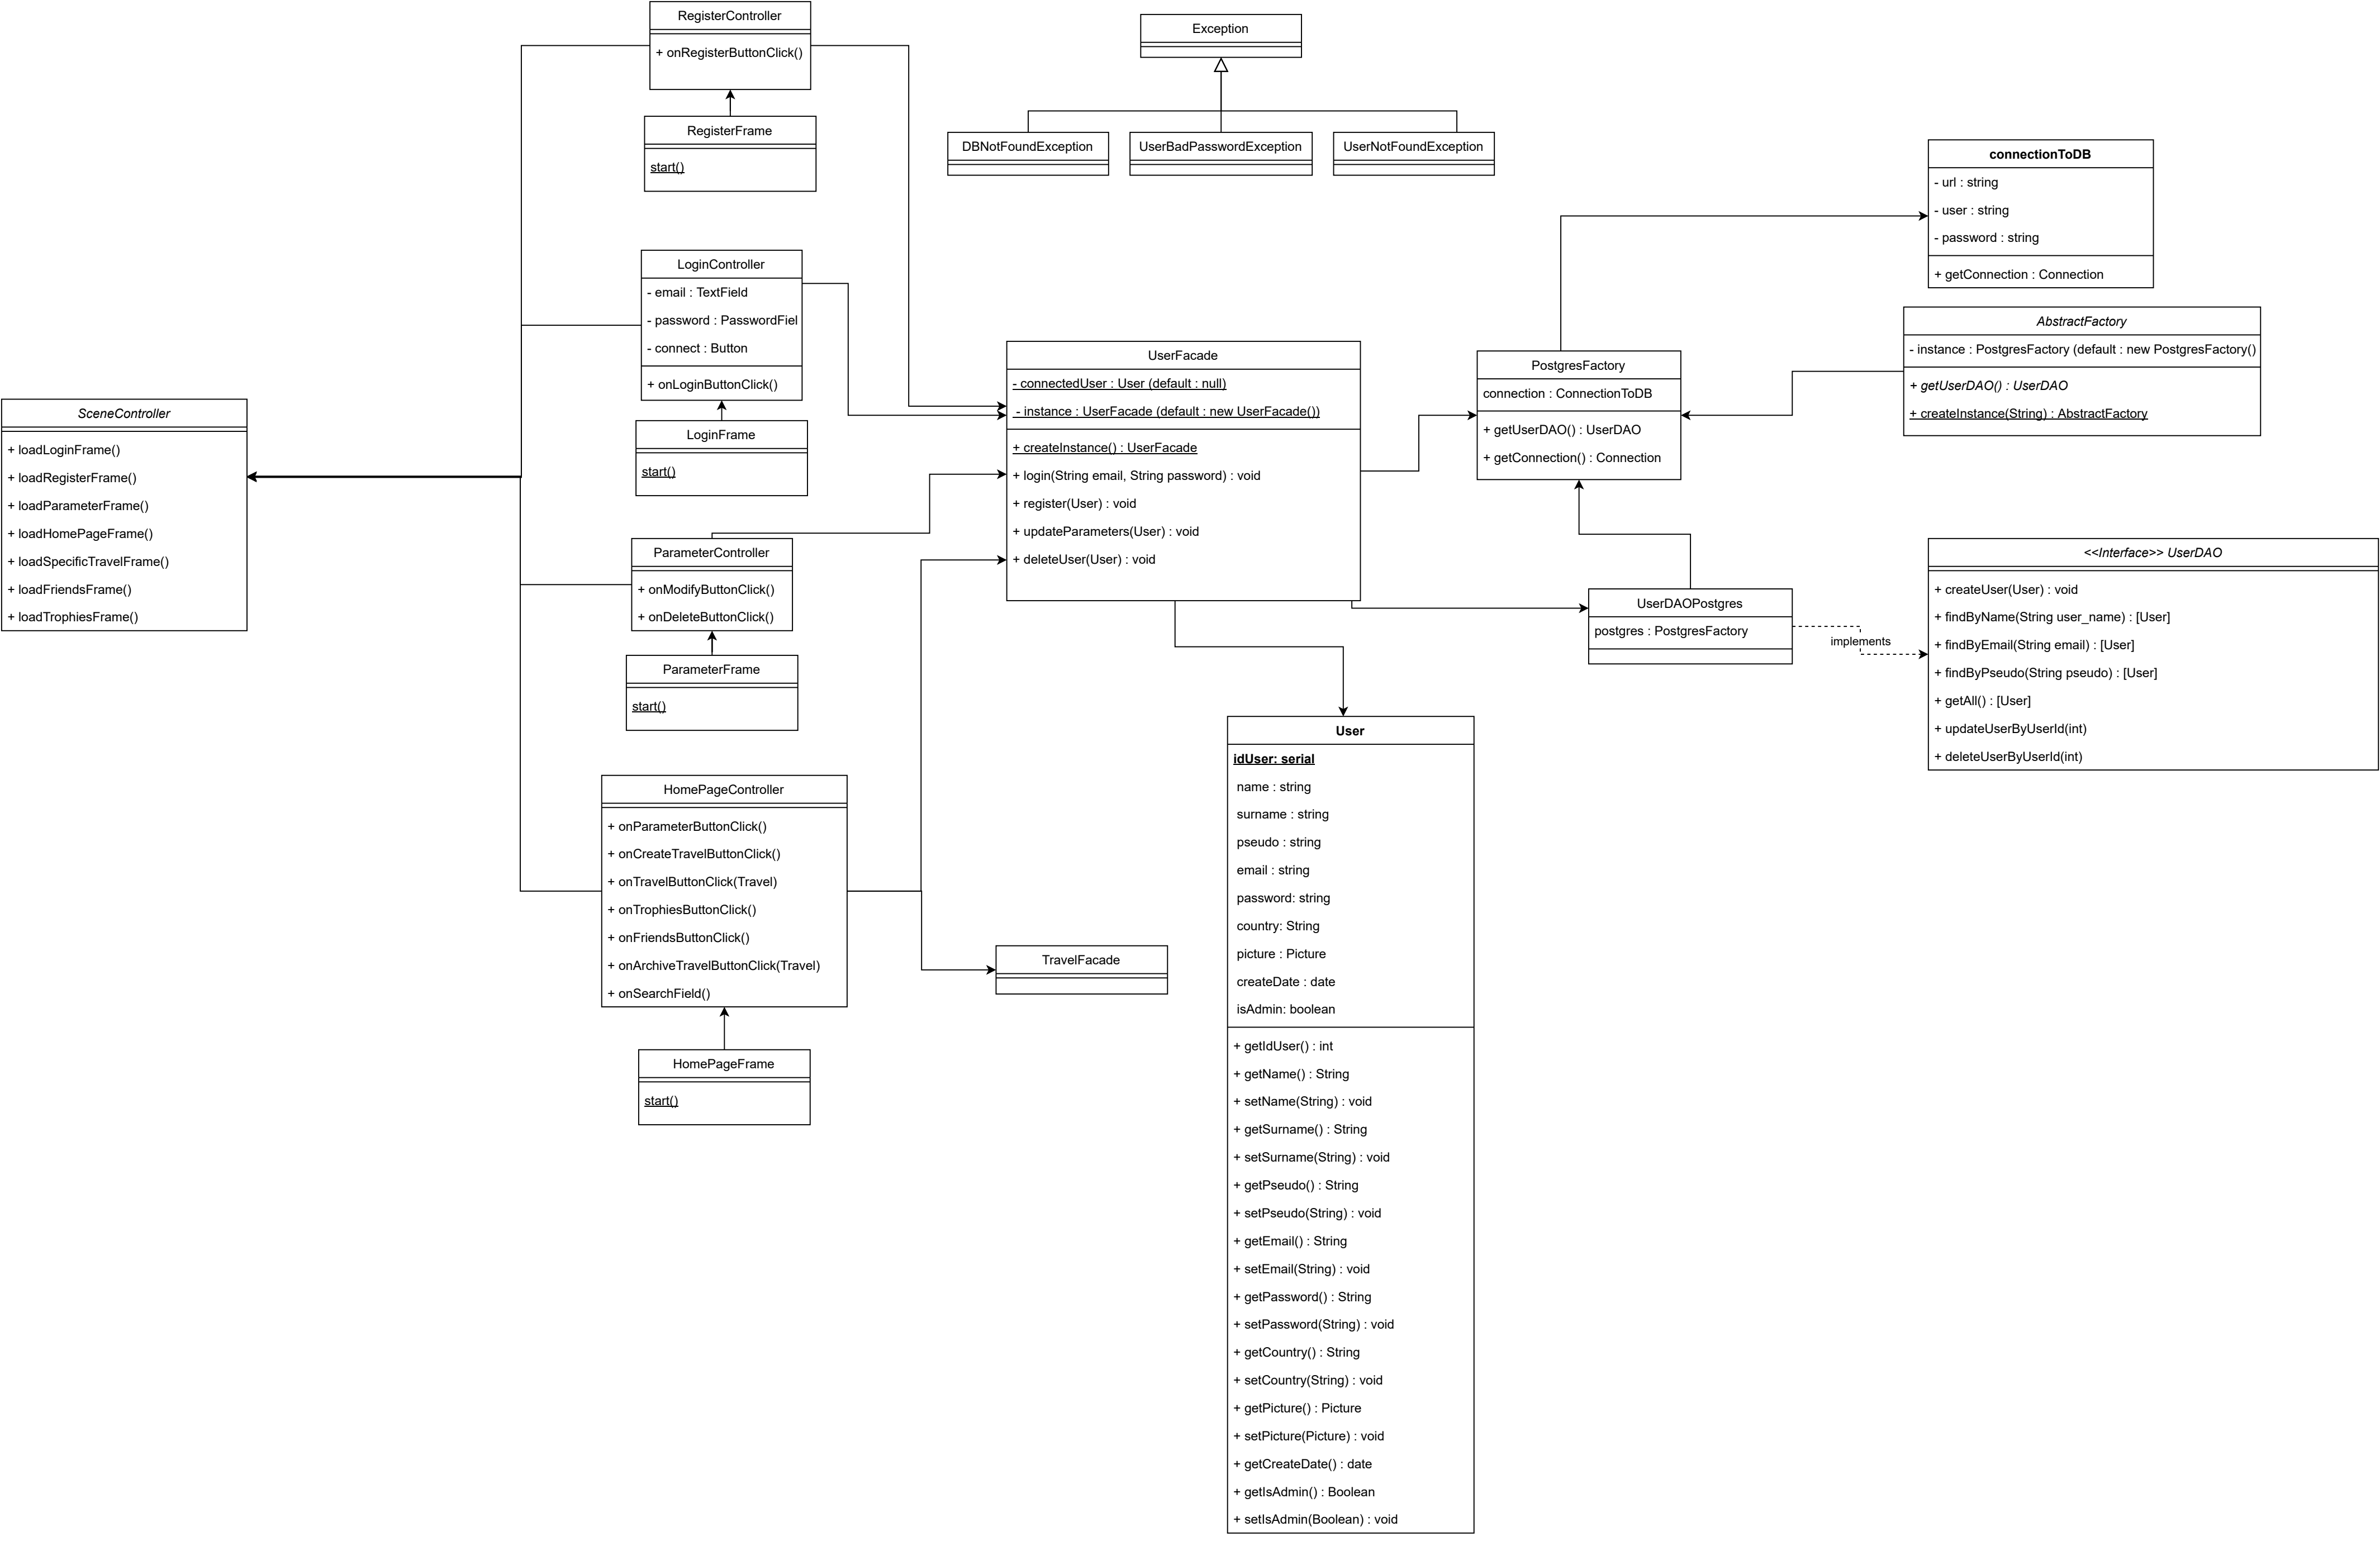 RegisterController
+ onRegisterButtonClick()
RegisterFrame
start()
Exception
DBNotFoundException
UserBadPasswordException
UserNotFoundException
connectionToDB
- url : string
- user : string
- password : string
+ getConnection : Connection
LoginController
- email : TextField
- password : PasswordFiel
- connect : Button
+ onLoginButtonClick()
LoginFrame
start()
SceneController
+ loadLoginFrame()
+ loadRegisterFrame()
+ loadParameterFrame()
+ loadHomePageFrame()
+ loadSpecificTravelFrame()
+ loadFriendsFrame()
+ loadTrophiesFrame()
UserFacade
- connectedUser : User (default : null)
- instance : UserFacade (default : new UserFacade())
+ createInstance() : UserFacade
+ login(String email, String password) : void
+ register(User) : void
+ updateParameters(User) : void
+ deleteUser(User) : void
PostgresFactory
connection : ConnectionToDB
+ getUserDAO() : UserDAO
+ getConnection() : Connection
AbstractFactory
- instance : PostgresFactory (default : new PostgresFactory()
+ getUserDAO() : UserDAO
+ createInstance(String) : AbstractFactory
ParameterController
+ onModifyButtonClick()
+ onDeleteButtonClick()
ParameterFrame
start()
UserDAOPostgres
postgres : PostgresFactory
implements
<<Interface>> UserDAO
+ createUser(User) : void
+ findByName(String user_name) : [User]
+ findByEmail(String email) : [User]
+ findByPseudo(String pseudo) : [User]
+ getAll() : [User]
+ updateUserByUserId(int)
+ deleteUserByUserId(int)
HomePageController
+ onParameterButtonClick()
+ onCreateTravelButtonClick()
+ onTravelButtonClick(Travel)
+ onTrophiesButtonClick()
+ onFriendsButtonClick()
+ onArchiveTravelButtonClick(Travel)
+ onSearchField()
HomePageFrame
start()
TravelFacade
User
idUser: serial
name : string
surname : string
pseudo : string
email : string
password: string
country: String
picture : Picture
createDate : date
isAdmin: boolean
+ getIdUser() : int
+ getName() : String
+ setName(String) : void
+ getSurname() : String
+ setSurname(String) : void
+ getPseudo() : String
+ setPseudo(String) : void
+ getEmail() : String
+ setEmail(String) : void
+ getPassword() : String
+ setPassword(String) : void
+ getCountry() : String
+ setCountry(String) : void
+ getPicture() : Picture
+ setPicture(Picture) : void
+ getCreateDate() : date
+ getIsAdmin() : Boolean
+ setIsAdmin(Boolean) : void